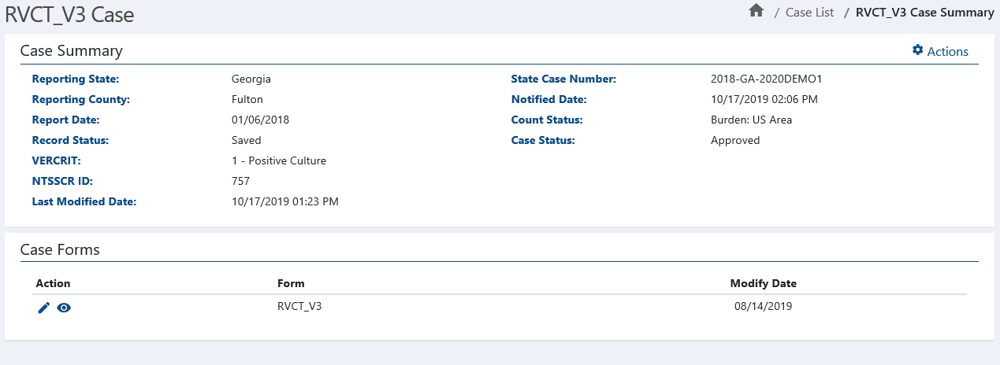 RVCT_V3 Case
/ Case List / RVCT_V3 Case Summary
Case Summary
Actions
Reporting State: Georgia State Case Number: 2018-GA-2020DEMO1
Reporting County: Fulton Notified Date: 10/17/2019 02:06 PM
Report Date: 01/06/2018 Count Status: Burden: US Area
Record Status: Saved Case Status: Approved
VERCRIT: 1 - Positive Culture
NTSSCR ID: 757
Last Modified Date: 10/17/2019 01:23 PM
Case Forms
Action Form Modify Date
RVCT_V3 08/14/2019